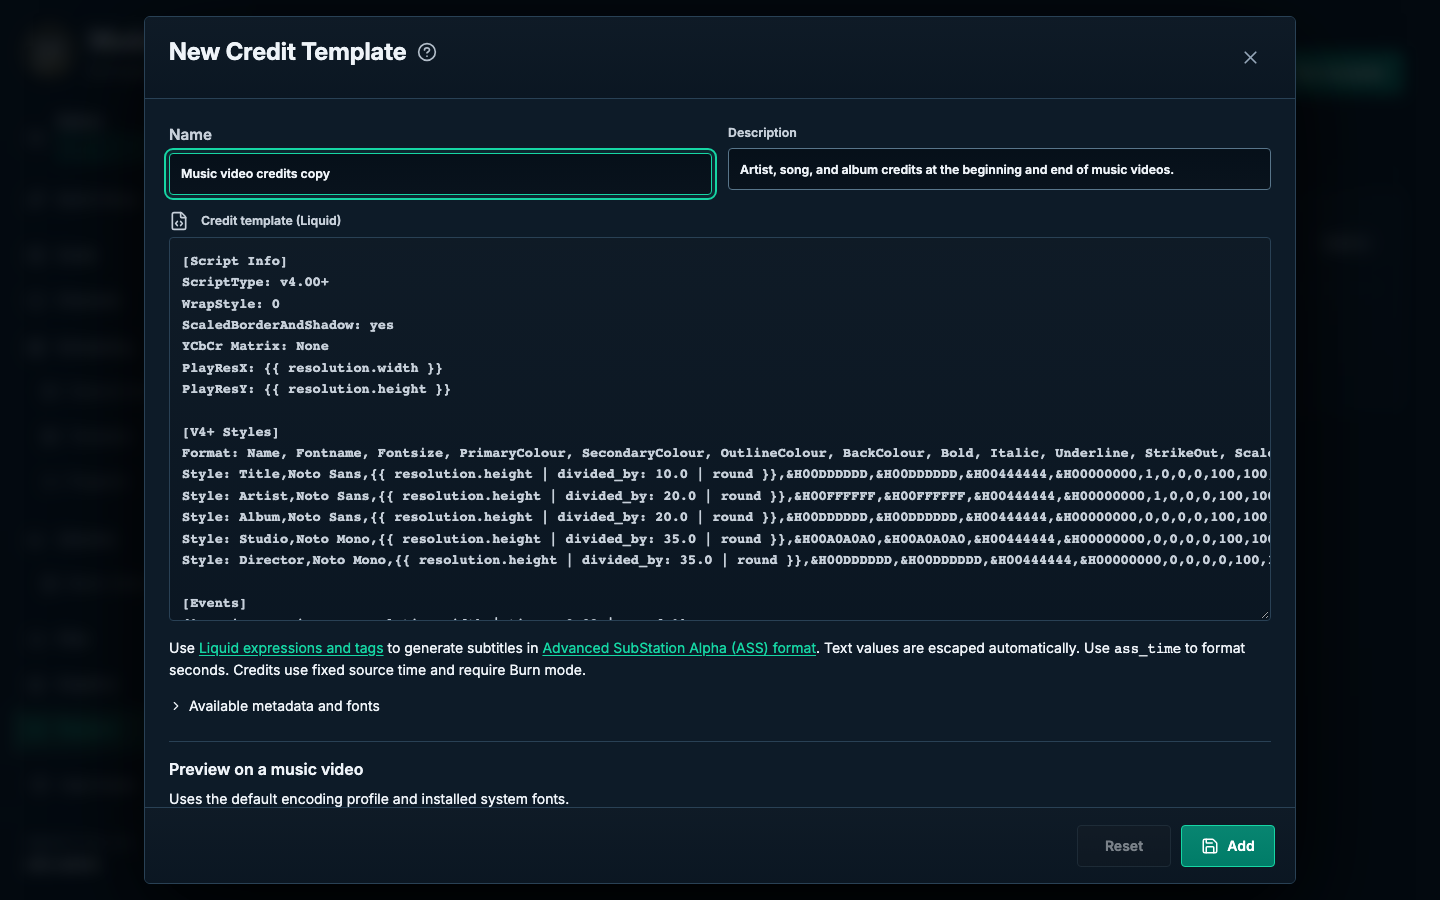 New Credit Template
Name
Description
Music video credits copy
Artist, song, and album credits at the beginning and end of music videos.
Credit template (Liquid)
[Script Info]
ScriptType: v4.00+
WrapStyle: 0
ScaledBorderAndShadow: yes
YCbCr Matrix: None
PlayResX: {{ resolution.width }}
PlayResY: {{ resolution.height }}
[V4+ Styles]
Format: Name, Fontname, Fontsize, PrimaryColour, SecondaryColour, OutlineColour, BackColour, Bold, Italic, Underline, StrikeOut, Scale
Style: Title,Noto Sans,{{ resolution.height | divided_by: 10.0 | round }},&H00DDDDDD,&H00DDDDDD,&H00444444,&H00000000,1,0,0,0,100,100
Style: Artist,Noto Sans,{{ resolution.height | divided_by: 20.0 | round }},&H00FFFFFF,&H00FFFFFF,&H00444444,&H00000000,1,0,0,0,100,100
Style: Album,Noto Sans,{{ resolution.height | divided_by: 20.0 | round }},&H00DDDDDD,&H00DDDDDD,&H00444444,&H00000000,0,0,0,0,100,100
Style: Studio,Noto Mono,{{ resolution.height | divided_by: 35.0 | round }},&H00A0A0A0,&H00A0A0A0,&H00444444,&H00000000,0,0,0,0,100,100
Style: Director,Noto Mono,{{ resolution.height | divided_by: 35.0 | round }},&H00DDDDDD,&H00DDDDDD,&H00444444,&H00000000,0,0,0,0,100,
[Events]
Use Liquid expressions and tags to generate subtitles in Advanced SubStation Alpha (ASS) format. Text values are escaped automatically. Use ass_time to format
seconds. Credits use fixed source time and require Burn mode.
Available metadata and fonts
Preview on a music video
Uses the default encoding profile and installed system fonts.
Reset
Add